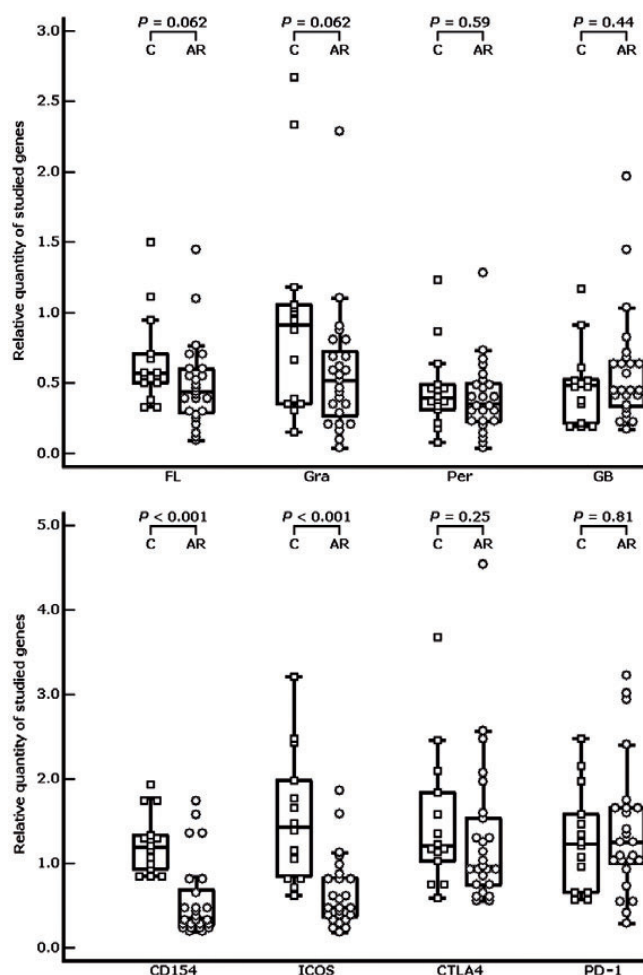 P = 0.062 P = 0.062 P = 0.59 P = 0.44
C AR C AR C AR C AR
3.0
2.5
2.0
1.5
1.0
0.5
0.0
Relative quantity of studied genes
FL Gra Per GB
P < 0.001 P < 0.001 P = 0.25 P = 0.81
C AR C AR C AR C AR
5.0
4.0
3.0
2.0
1.0
0.0
Relative quantity of studied genes
CD154 ICOS CTLA4 PD-1